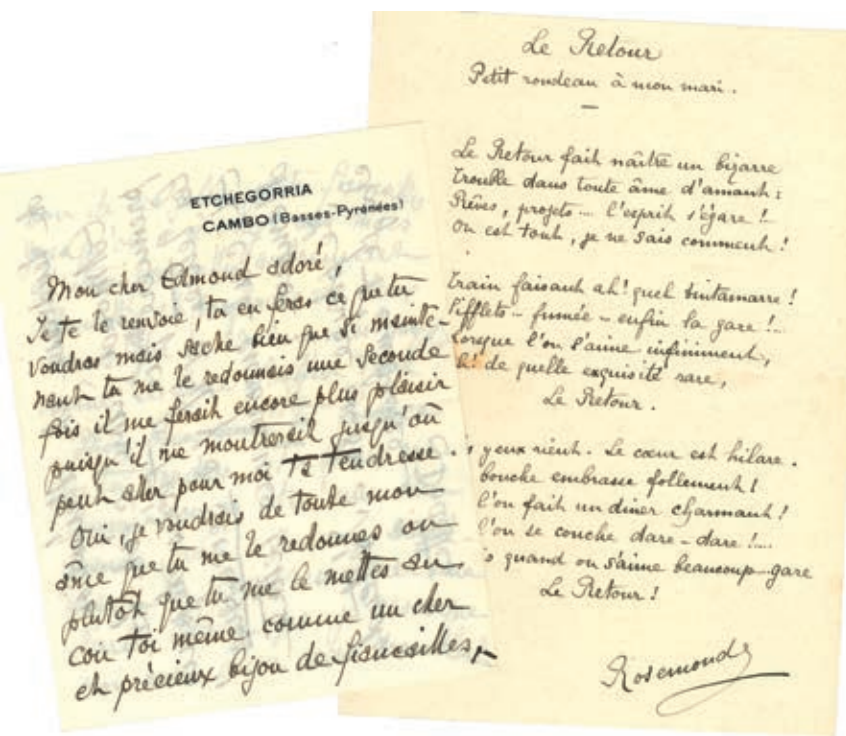 ETCHEGORRIA
CAMBO (Basses-Pyrénées)
Mon cher Edmond adoré,
Je te le renvoie, tu en feras ce que tu
voudras mais sache bien que si mainte-
nant tu me le redonnais une seconde
fois il me ferait encore plus plaisir
puisqu'il me montrerait jusqu'où
peut aller pour moi ta tendresse.
Oui, je voudrais de toute mon
âme que tu me le redonnes ou
plutôt que tu me le mettes au
cou toi même comme un cher
et précieux bijou de fiançailles,
Le Retour
Petit rondeau à mon mari.
Le Retour fait naître un bizarre
Trouble dans toute âme d'amant :
Rêves, projets... l'esprit s'égare !..
On est tout, je ne sais comment !
Train faisant ah! quel tintamarre !
Sifflets - fumée - enfin la gare !..
Lorsque l'on s'aime infiniment,
h! de quelle exquisité rare,
Le Retour.
s yeux rient. Le cœur est hilare.
bouche embrasse follement !
l'on fait un dîner charmant !
l'on se couche dare-dare !...
is quand on s'aime beaucoup gare
Le Retour !
Rosemonde